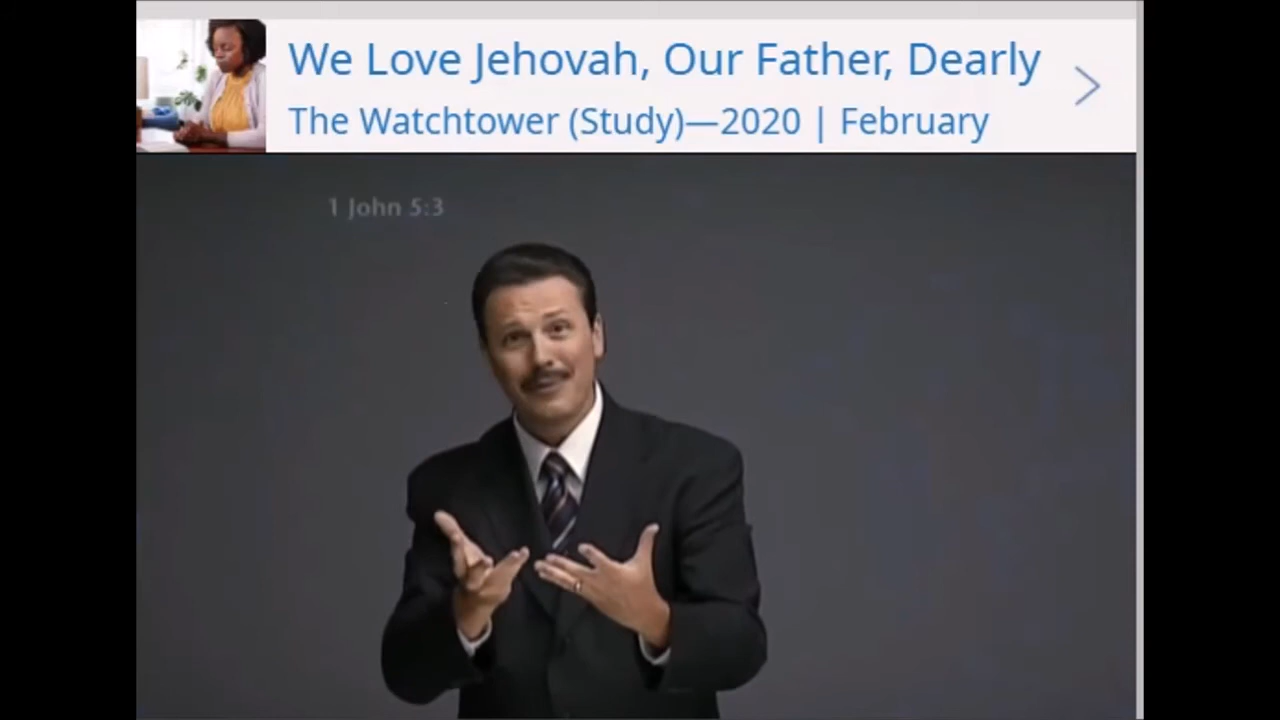 We Love Jehovah, Our Father, Dearly
The Watchtower (Study)—2020 | February
1 John 5:3